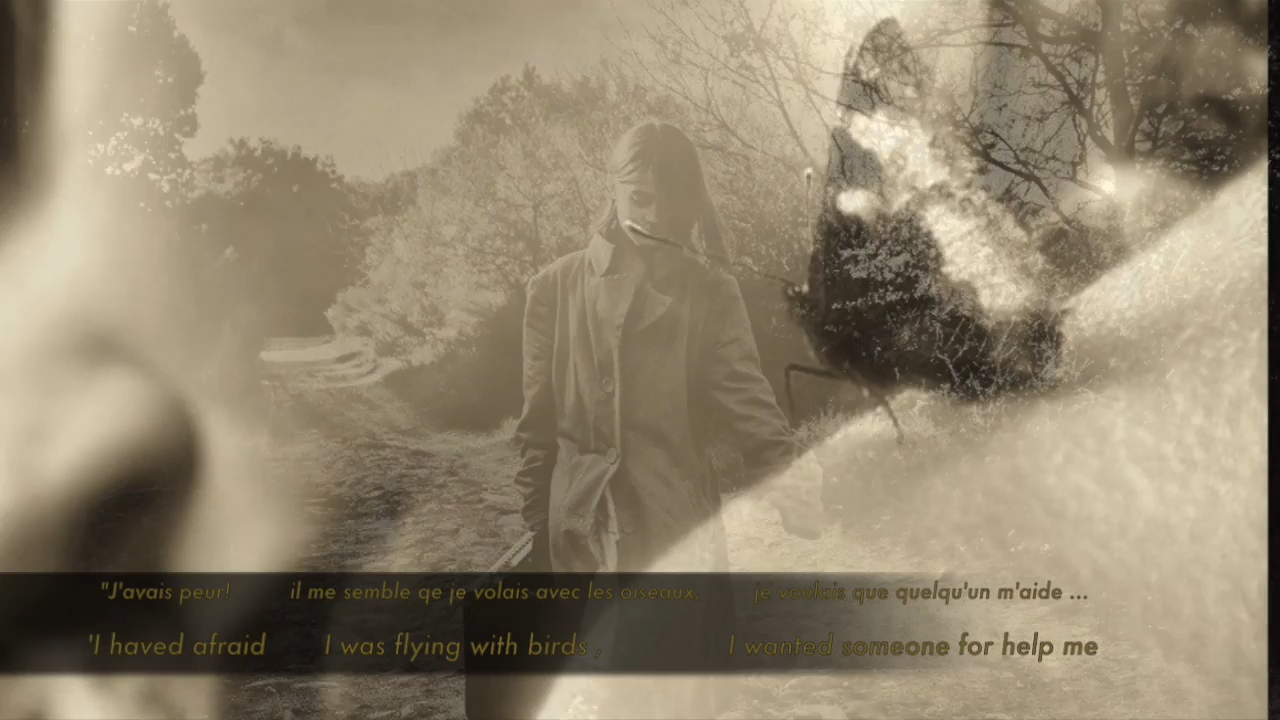 "J'avais peur! il me semble qe je volais avec les oiseaux, je voulais que quelqu'un m'aide ...
'I haved afraid I was flying with birds , I wanted someone for help me